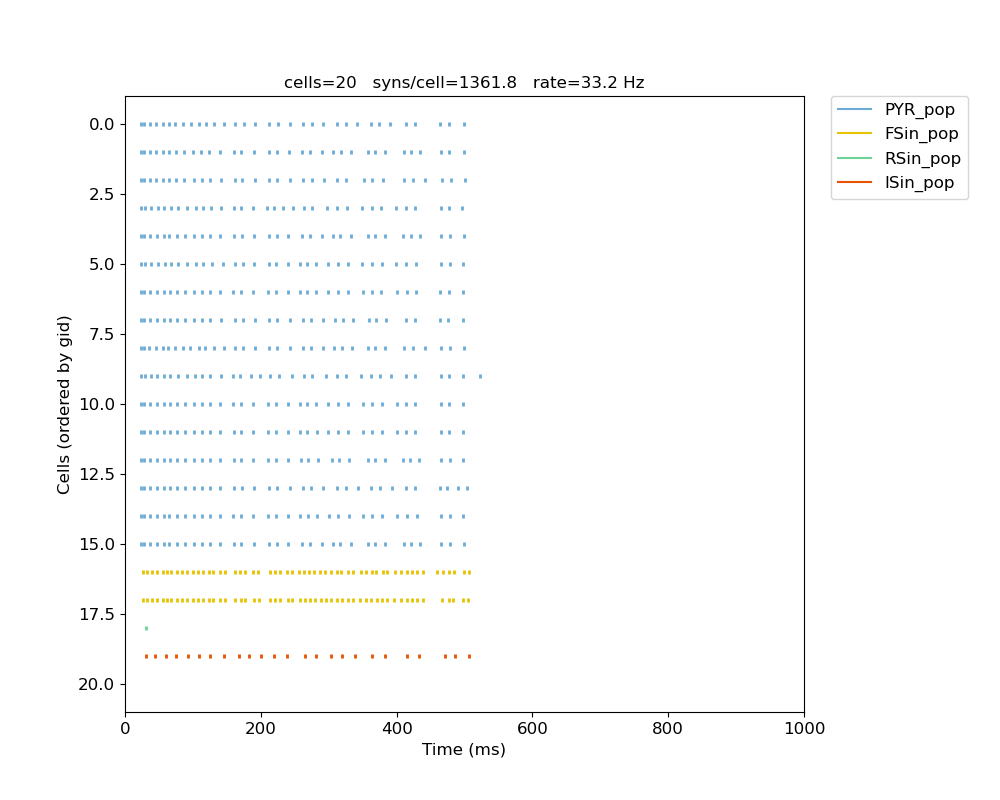 cells=20   syns/cell=1361.8   rate=33.2 Hz
PYR_pop
FSin_pop
RSin_pop
ISin_pop
Cells (ordered by gid)
0.0
2.5
5.0
7.5
10.0
12.5
15.0
17.5
20.0
0 200 400 600 800 1000
Time (ms)